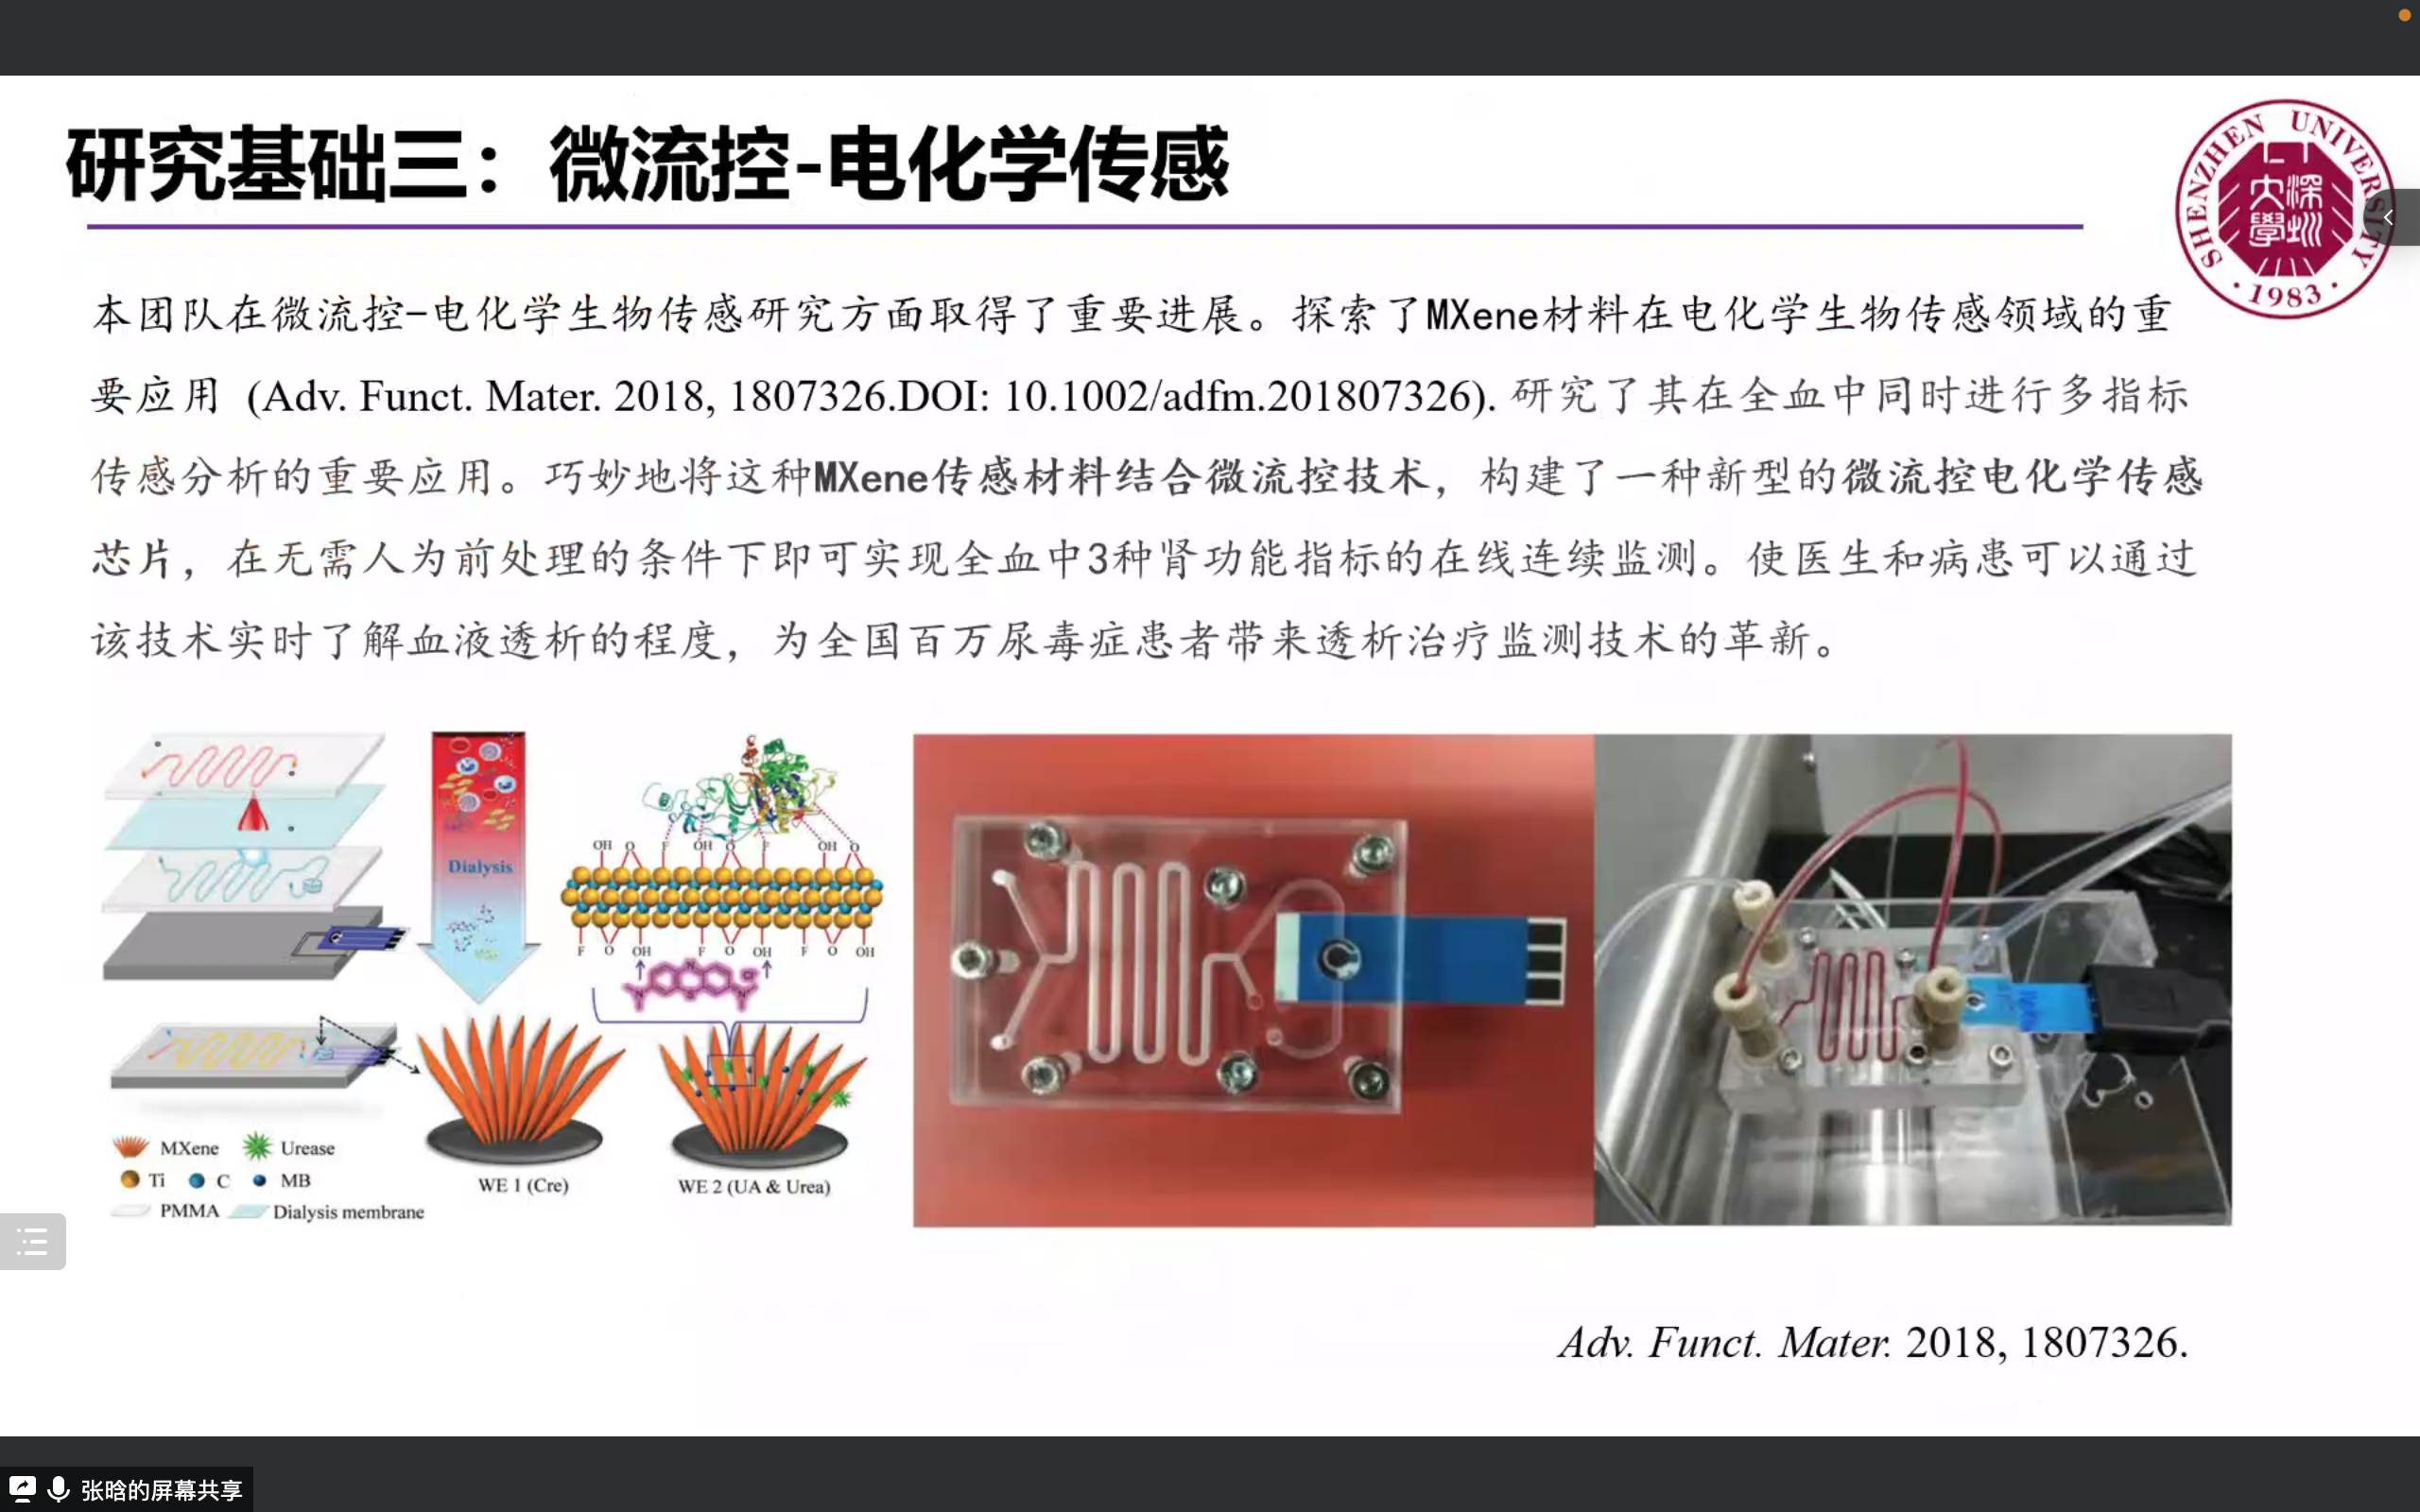 研究基础三：微流控-电化学传感
SHENZHEN UNIVERSITY
深圳大學
·1983·
本团队在微流控-电化学生物传感研究方面取得了重要进展。探索了MXene材料在电化学生物传感领域的重
要应用 (Adv. Funct. Mater. 2018, 1807326.DOI: 10.1002/adfm.201807326). 研究了其在全血中同时进行多指标
传感分析的重要应用。巧妙地将这种MXene传感材料结合微流控技术，构建了一种新型的微流控电化学传感
芯片，在无需人为前处理的条件下即可实现全血中3种肾功能指标的在线连续监测。使医生和病患可以通过
该技术实时了解血液透析的程度，为全国百万尿毒症患者带来透析治疗监测技术的革新。
Dialysis
OH O F OH O F OH O
F O OH F O OH F O OH
N S N
WE 1 (Cre)
WE 2 (UA & Urea)
MXene Urease
Ti C MB
PMMA Dialysis membrane
Adv. Funct. Mater. 2018, 1807326.
张晗的屏幕共享